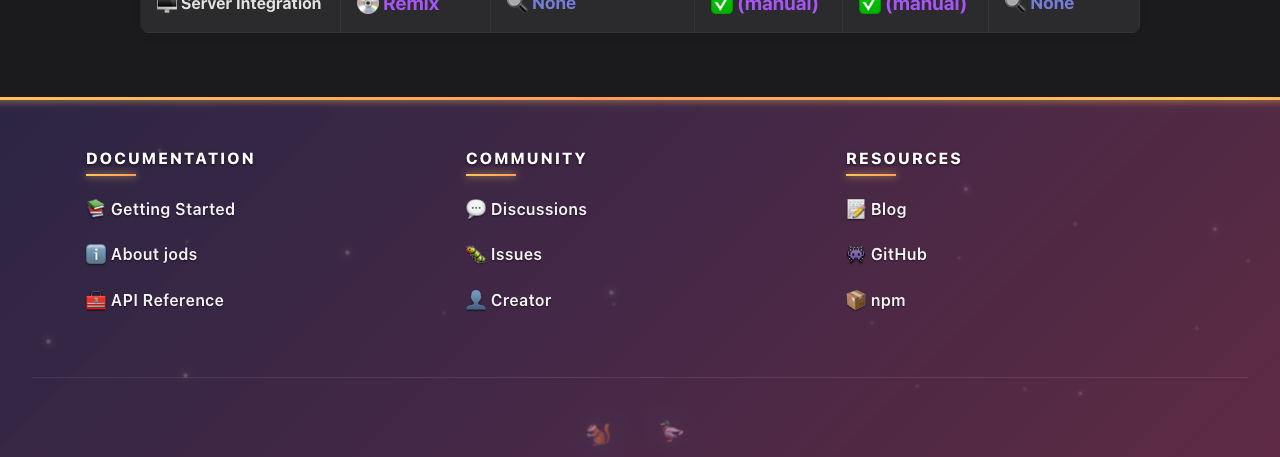 Server Integration Remix None (manual) (manual) None
DOCUMENTATION COMMUNITY RESOURCES
Getting Started Discussions Blog
About jods Issues GitHub
API Reference Creator npm